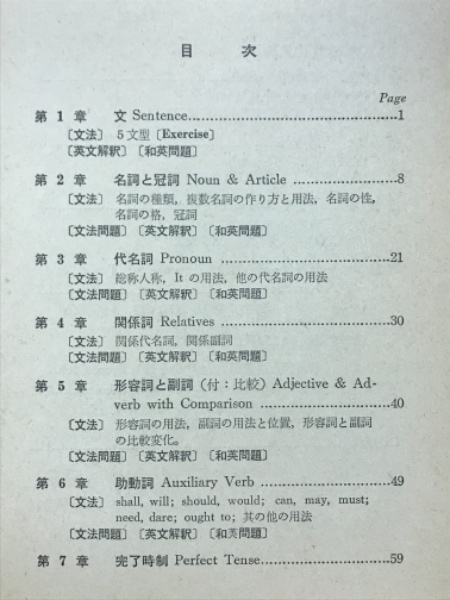 目次
Page
第1章 文 Sentence……………………………………1
〔文法〕 5文型〔Exercise〕
〔英文解釈〕〔和英問題〕
第2章 名詞と冠詞 Noun & Article …………………8
〔文法〕 名詞の種類, 複数名詞の作り方と用法, 名詞の性,
名詞の格, 冠詞
〔文法問題〕〔英文解釈〕〔和英問題〕
第3章 代名詞 Pronoun ……………………………21
〔文法〕 総称人称, It の用法, 他の代名詞の用法
〔文法問題〕〔英文解釈〕〔和英問題〕
第4章 関係詞 Relatives ……………………………30
〔文法〕 関係代名詞, 関係副詞
〔文法問題〕〔英文解釈〕〔和英問題〕
第5章 形容詞と副詞（付：比較）Adjective & Ad-
verb with Comparison ………………………40
〔文法〕 形容詞の用法, 副詞の用法と位置, 形容詞と副詞
の比較変化。
〔文法問題〕〔英文解釈〕〔和英問題〕
第6章 助動詞 Auxiliary Verb ………………………49
〔文法〕 shall, will; should, would; can, may, must;
need, dare; ought to; 其の他の用法
〔文法問題〕〔英文解釈〕〔和英問題〕
第7章 完了時制 Perfect Tense………………………59